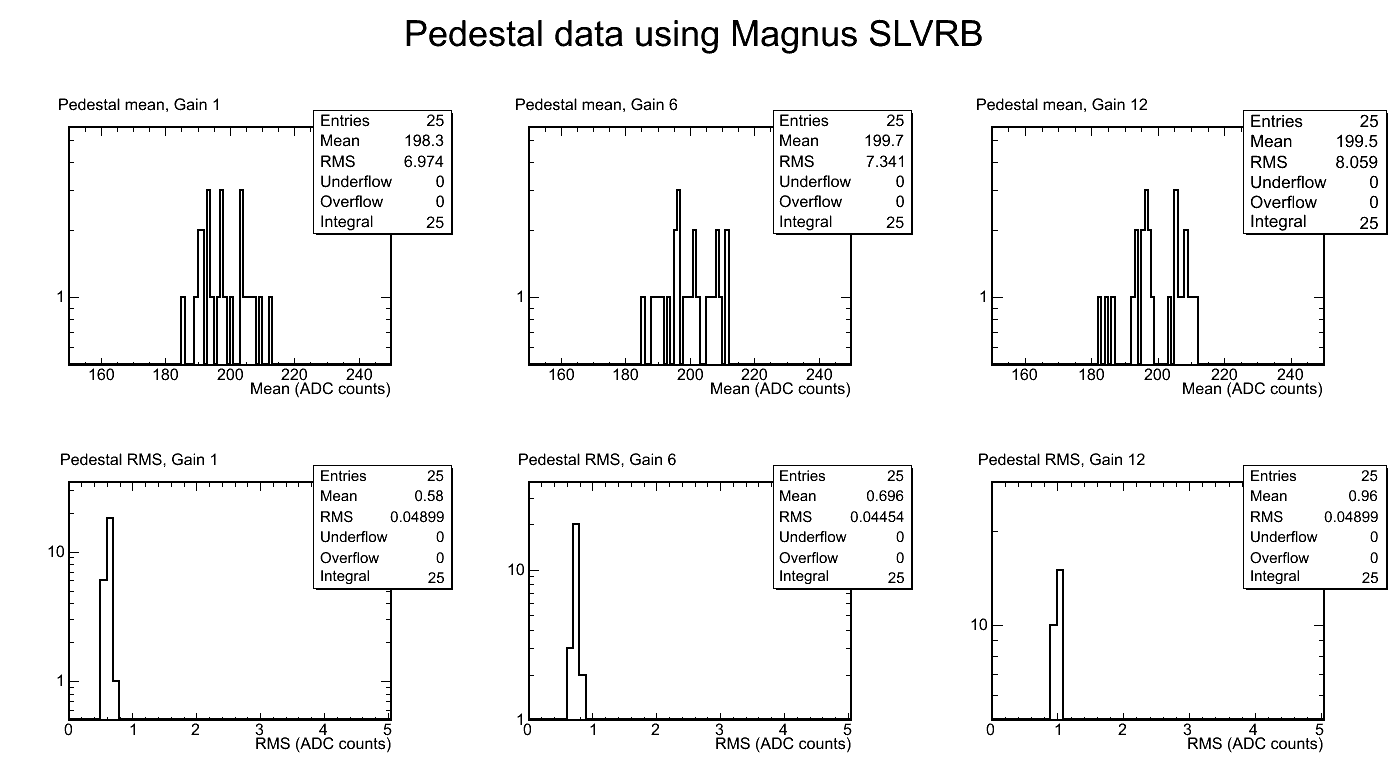 Pedestal data using Magnus SLVRB
Pedestal mean, Gain 1
Entries 25
Mean 198.3
RMS 6.974
Underflow 0
Overflow 0
Integral 25
1
160 180 200 220 240
Mean (ADC counts)
Pedestal mean, Gain 6
Entries 25
Mean 199.7
RMS 7.341
Underflow 0
Overflow 0
Integral 25
1
160 180 200 220 240
Mean (ADC counts)
Pedestal mean, Gain 12
Entries 25
Mean 199.5
RMS 8.059
Underflow 0
Overflow 0
Integral 25
1
160 180 200 220 240
Mean (ADC counts)
Pedestal RMS, Gain 1
Entries 25
Mean 0.58
RMS 0.04899
Underflow 0
Overflow 0
Integral 25
10
1
0 1 2 3 4 5
RMS (ADC counts)
Pedestal RMS, Gain 6
Entries 25
Mean 0.696
RMS 0.04454
Underflow 0
Overflow 0
Integral 25
10
1
0 1 2 3 4 5
RMS (ADC counts)
Pedestal RMS, Gain 12
Entries 25
Mean 0.96
RMS 0.04899
Underflow 0
Overflow 0
Integral 25
10
0 1 2 3 4 5
RMS (ADC counts)